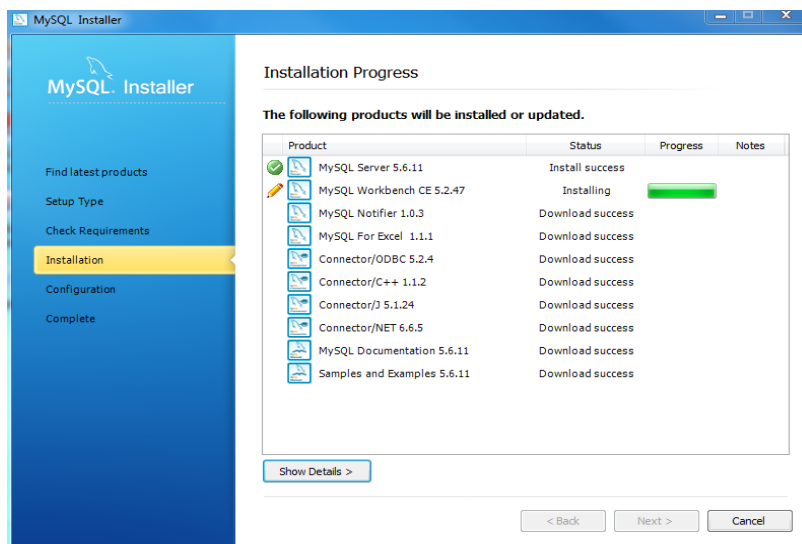 MySQL Installer
MySQL. Installer
Find latest products
Setup Type
Check Requirements
Installation
Configuration
Complete
Installation Progress
The following products will be installed or updated.
Product Status Progress Notes
MySQL Server 5.6.11 Install success
MySQL Workbench CE 5.2.47 Installing
MySQL Notifier 1.0.3 Download success
MySQL For Excel 1.1.1 Download success
Connector/ODBC 5.2.4 Download success
Connector/C++ 1.1.2 Download success
Connector/J 5.1.24 Download success
Connector/NET 6.6.5 Download success
MySQL Documentation 5.6.11 Download success
Samples and Examples 5.6.11 Download success
Show Details >
< Back Next > Cancel